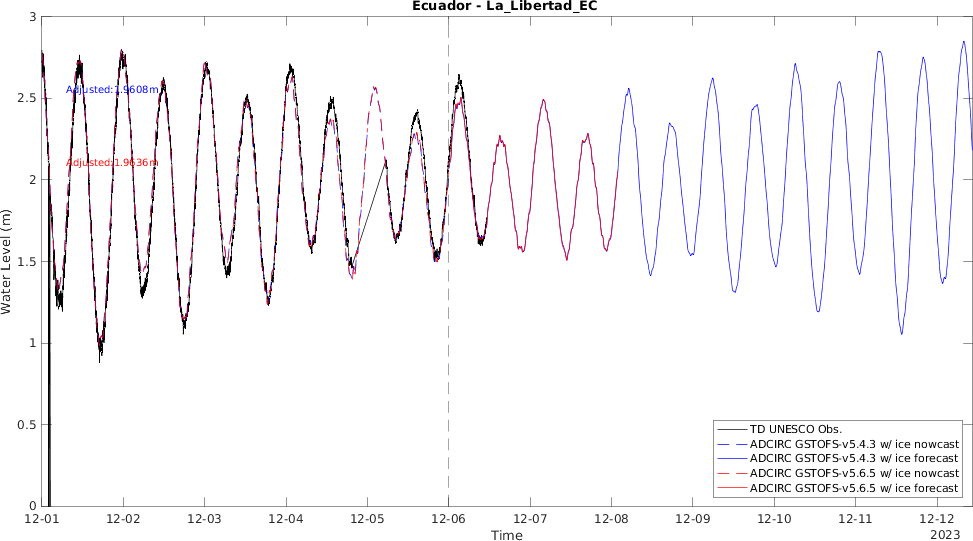 Ecuador - La_Libertad_EC
3
2.5
2
1.5
1
0.5
0
Water Level (m)
Adjusted:1.9608m
Adjusted:1.9636m
TD UNESCO Obs.
ADCIRC GSTOFS-v5.4.3 w/ ice nowcast
ADCIRC GSTOFS-v5.4.3 w/ ice forecast
ADCIRC GSTOFS-v5.6.5 w/ ice nowcast
ADCIRC GSTOFS-v5.6.5 w/ ice forecast
12-01 12-02 12-03 12-04 12-05 12-06 12-07 12-08 12-09 12-10 12-11 12-12
Time 2023